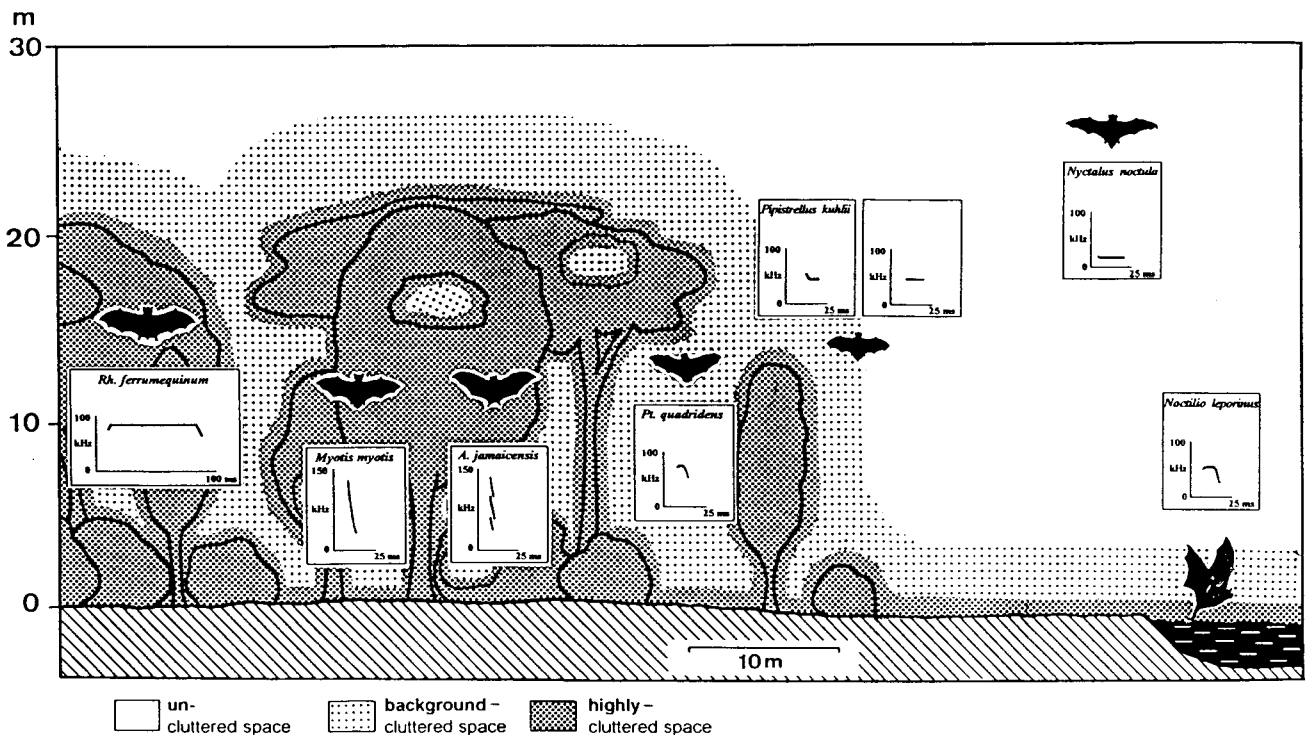 m
30
20
10
0
Rh. ferrumequinum
100
kHz
0
100 ms
Myotis myotis
150
kHz
0
25 ms
A. jamaicensis
150
kHz
0
25 ms
Pt. quadridens
100
kHz
0
25 ms
Pipistrellus kuhlii
100
kHz
0
25 ms
100
kHz
0
25 ms
Nyctalus noctula
100
kHz
0
25 ms
Noctilio leporinus
100
kHz
0
25 ms
10 m
un-
cluttered space
background –
cluttered space
highly –
cluttered space